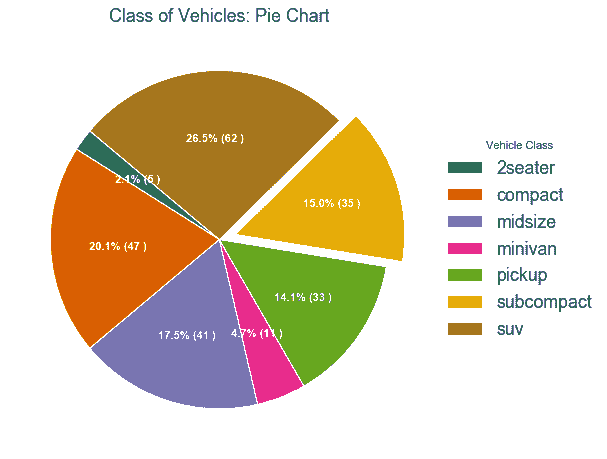 Class of Vehicles: Pie Chart
26.5% (62 )
2.1% (5 )
15.0% (35 )
20.1% (47 )
14.1% (33 )
17.5% (41 )
4.7% (11 )
Vehicle Class
2seater
compact
midsize
minivan
pickup
subcompact
suv